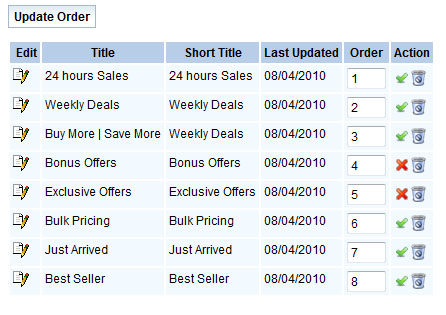 Update Order
Edit Title Short Title Last Updated Order Action
24 hours Sales 24 hours Sales 08/04/2010 1
Weekly Deals Weekly Deals 08/04/2010 2
Buy More | Save More Weekly Deals 08/04/2010 3
Bonus Offers Bonus Offers 08/04/2010 4
Exclusive Offers Exclusive Offers 08/04/2010 5
Bulk Pricing Bulk Pricing 08/04/2010 6
Just Arrived Just Arrived 08/04/2010 7
Best Seller Best Seller 08/04/2010 8